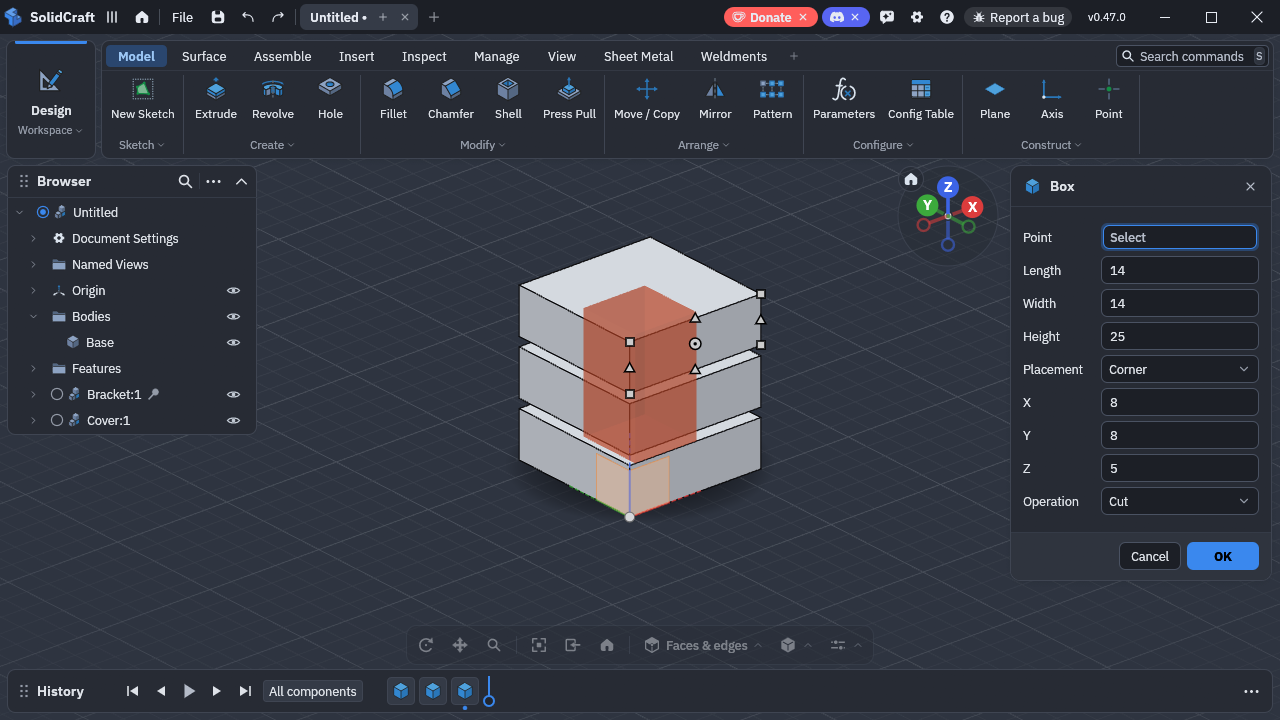 SolidCraft
File
Untitled •
Donate
Report a bug
v0.47.0
Design
Workspace
Model
Surface
Assemble
Insert
Inspect
Manage
View
Sheet Metal
Weldments
Search commands
S
New Sketch
Extrude
Revolve
Hole
Fillet
Chamfer
Shell
Press Pull
Move / Copy
Mirror
Pattern
Parameters
Config Table
Plane
Axis
Point
Sketch
Create
Modify
Arrange
Configure
Construct
Browser
Untitled
Document Settings
Named Views
Origin
Bodies
Base
Features
Bracket:1
Cover:1
Z
Y
X
Box
Point
Select
Length
14
Width
14
Height
25
Placement
Corner
X
8
Y
8
Z
5
Operation
Cut
Cancel
OK
Faces & edges
History
All components